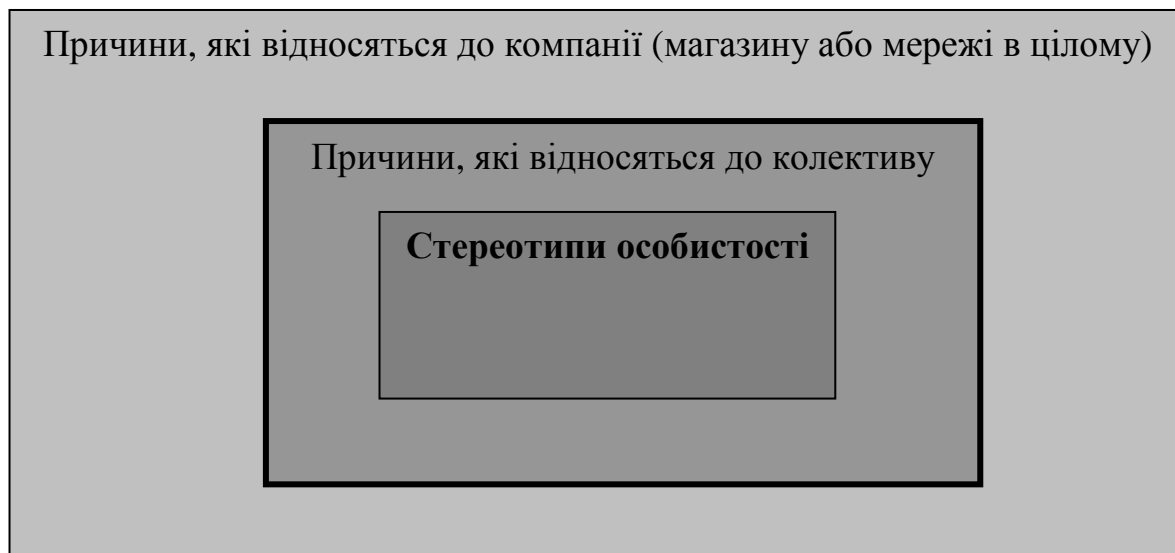 Причини, які відносяться до компанії (магазину або мережі в цілому)
Причини, які відносяться до колективу
Стереотипи особистості